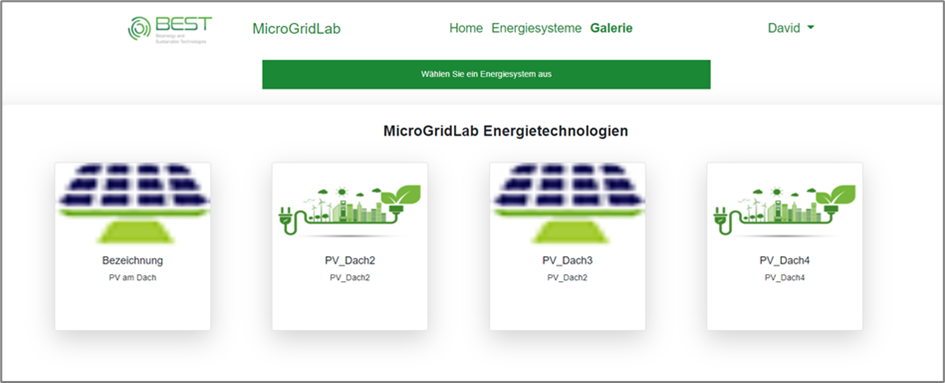 BEST
Bioenergy and
Sustainable Technologies
MicroGridLab
Home Energiesysteme Galerie
David
Wählen Sie ein Energiesystem aus
MicroGridLab Energietechnologien
Bezeichnung
PV am Dach
PV_Dach2
PV_Dach2
PV_Dach3
PV_Dach2
PV_Dach4
PV_Dach4